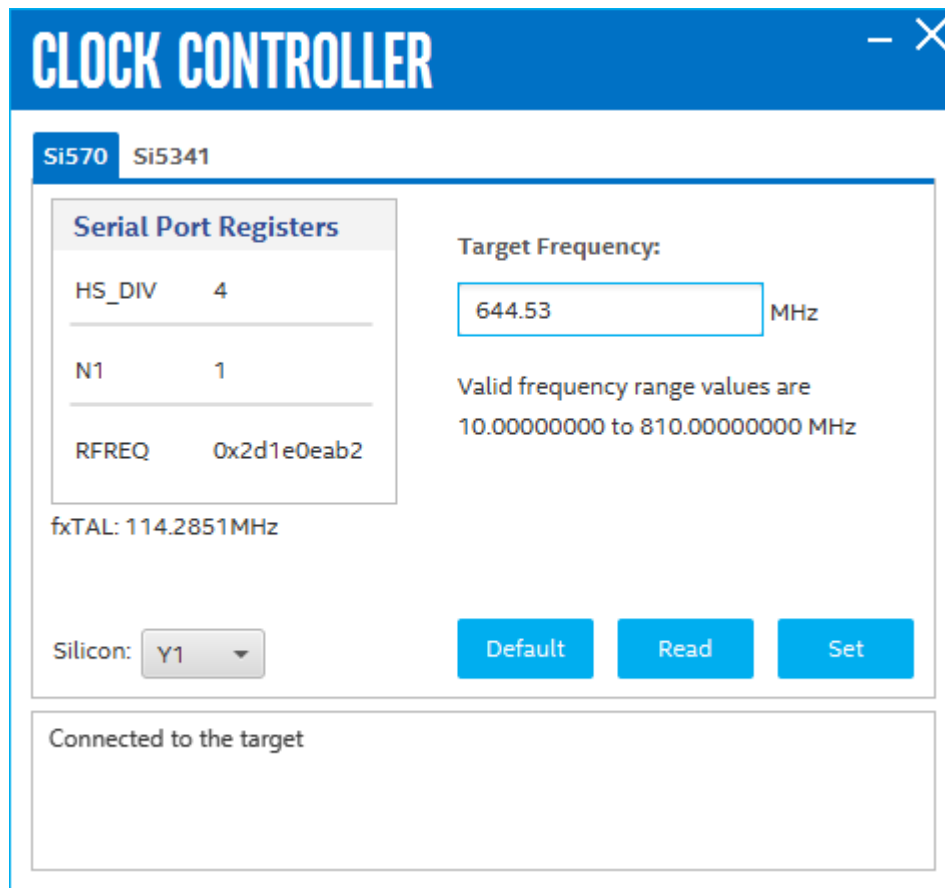 CLOCK CONTROLLER
Si570 Si5341
Serial Port Registers
HS_DIV 4
N1 1
RFREQ 0x2d1e0eab2
fxTAL: 114.2851MHz
Target Frequency:
644.53 MHz
Valid frequency range values are
10.00000000 to 810.00000000 MHz
Silicon: Y1
Default Read Set
Connected to the target